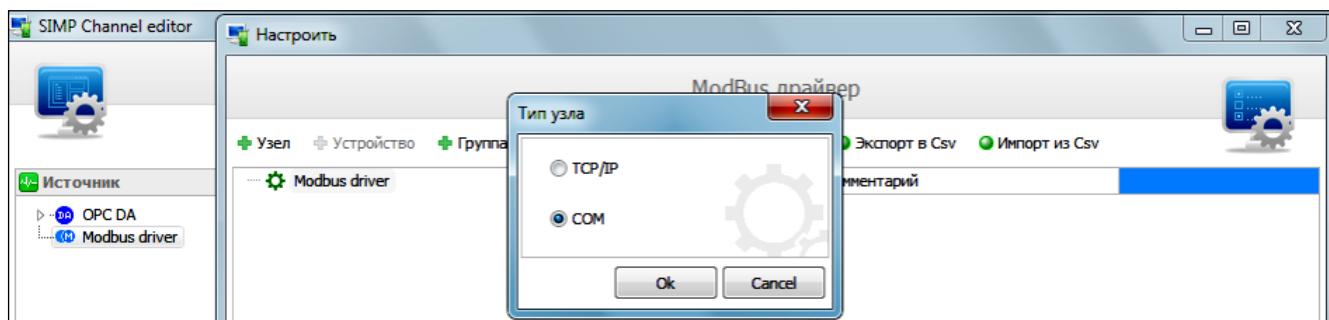 SIMP Channel editor
Настроить
ModBus драйвер
Тип узла
Узел Устройство Группа
Экспорт в Csv Импорт из Csv
TCP/IP
Источник
Modbus driver
мментарий
OPC DA
COM
Modbus driver
Ok Cancel